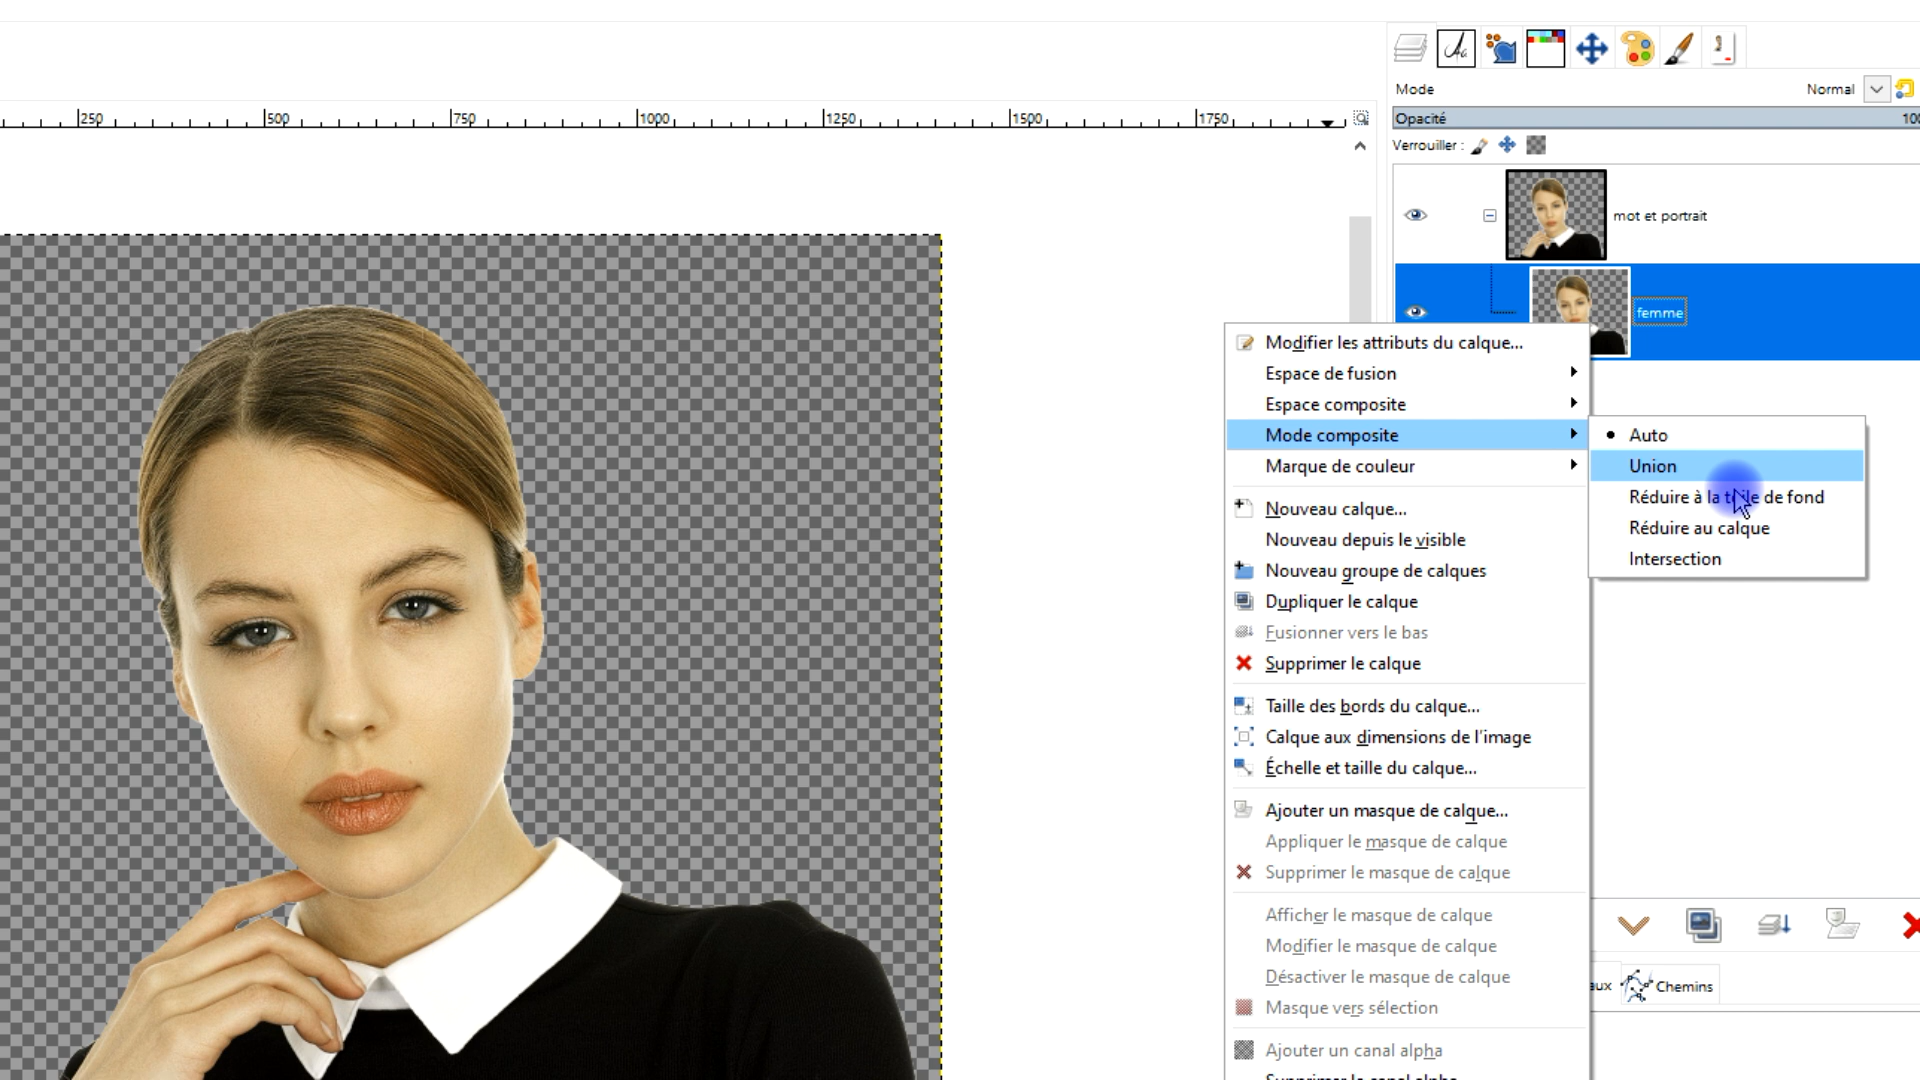 Mode Normal
Opacité 100
Verrouiller :
250 500 750 1000 1250 1500 1750
mot et portrait
femme
Modifier les attributs du calque...
Espace de fusion
Espace composite
Mode composite
Marque de couleur
Auto
Union
Réduire à la toile de fond
Réduire au calque
Intersection
Nouveau calque...
Nouveau depuis le visible
Nouveau groupe de calques
Dupliquer le calque
Fusionner vers le bas
Supprimer le calque
Taille des bords du calque...
Calque aux dimensions de l'image
Échelle et taille du calque...
Ajouter un masque de calque...
Appliquer le masque de calque
Supprimer le masque de calque
Afficher le masque de calque
Modifier le masque de calque
Désactiver le masque de calque
Masque vers sélection
Ajouter un canal alpha
Supprimer le canal alpha
aux Chemins